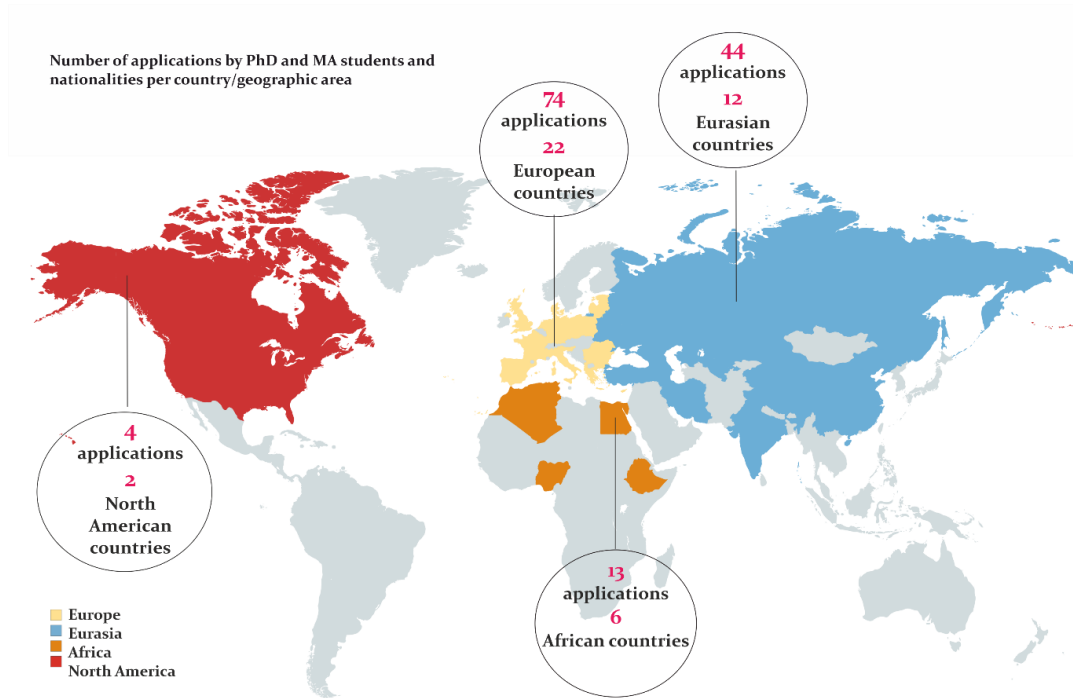 Number of applications by PhD and MA students and
nationalities per country/geographic area
44
applications
12
Eurasian
countries
74
applications
22
European
countries
4
applications
2
North
American
countries
13
applications
6
African countries
Europe
Eurasia
Africa
North America